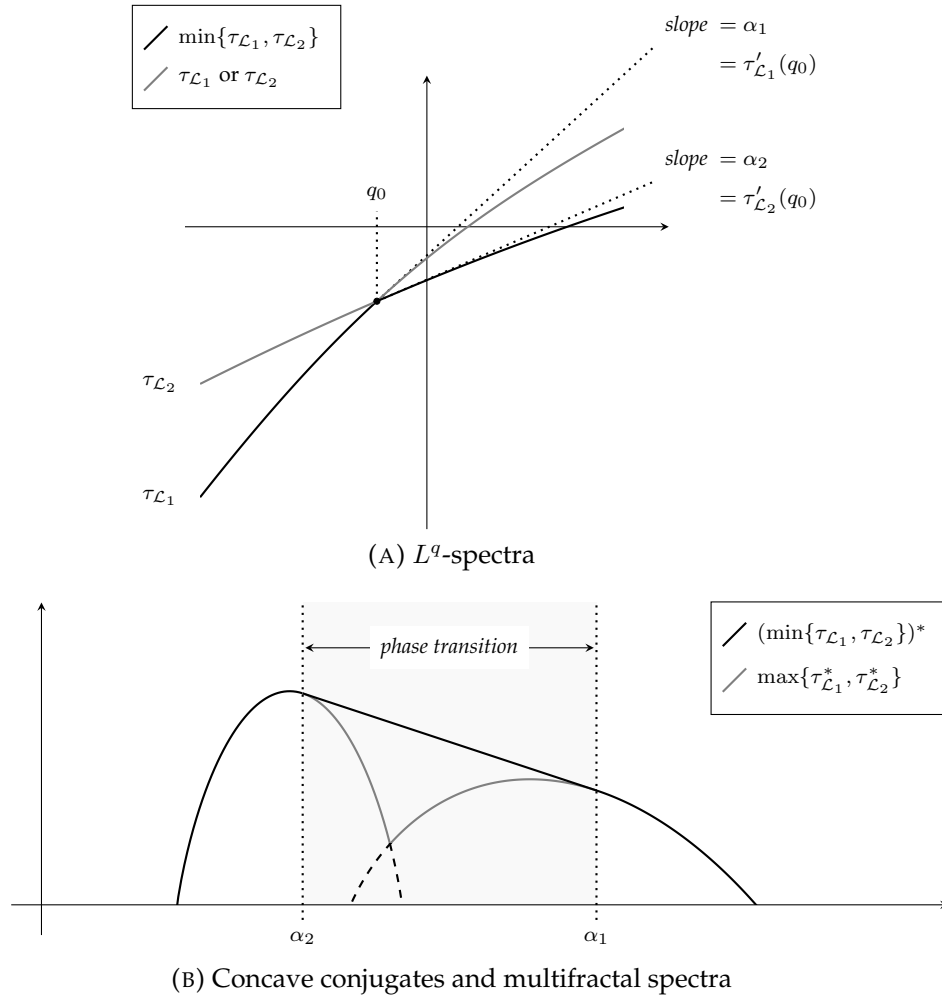 min{τ_{𝓛₁}, τ_{𝓛₂}}
τ_{𝓛₁} or τ_{𝓛₂}
slope = α₁
= τ′_{𝓛₁}(q₀)
slope = α₂
= τ′_{𝓛₂}(q₀)
q₀
τ_{𝓛₂}
τ_{𝓛₁}
(A) L^q-spectra
(min{τ_{𝓛₁}, τ_{𝓛₂}})*
max{τ*_{𝓛₁}, τ*_{𝓛₂}}
phase transition
α₂
α₁
(B) Concave conjugates and multifractal spectra